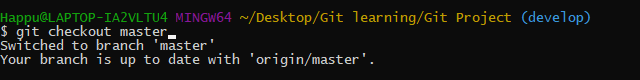 Happu@LAPTOP-IA2VLTU4 MINGW64 ~/Desktop/Git learning/Git Project (develop)
$ git checkout master
Switched to branch 'master'
Your branch is up to date with 'origin/master'.